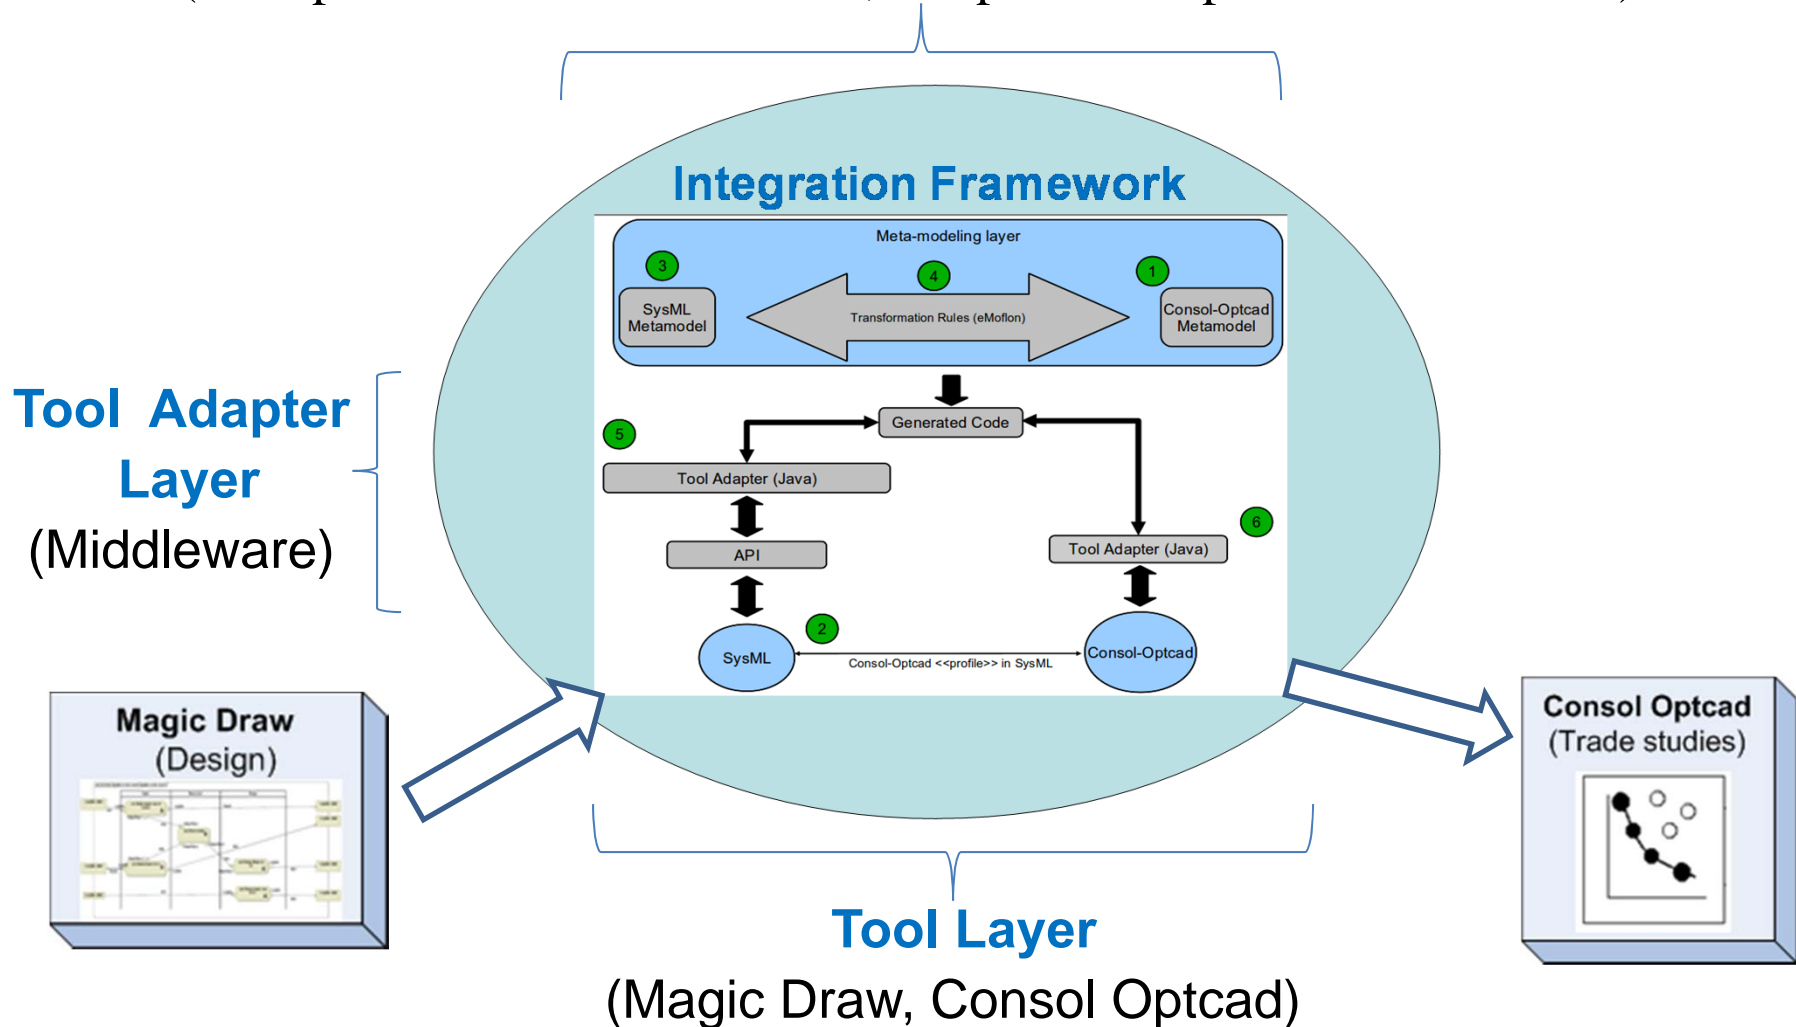 Integration Framework
Meta-modeling layer
3
4
1
SysML
Metamodel
Transformation Rules (eMoflon)
Consol-Optcad
Metamodel
Generated Code
5
Tool Adapter (Java)
6
API
Tool Adapter (Java)
2
SysML
Consol-Optcad <<profile>> in SysML
Consol-Optcad
Tool Adapter
Layer
(Middleware)
Magic Draw
(Design)
Consol Optcad
(Trade studies)
Tool Layer
(Magic Draw, Consol Optcad)